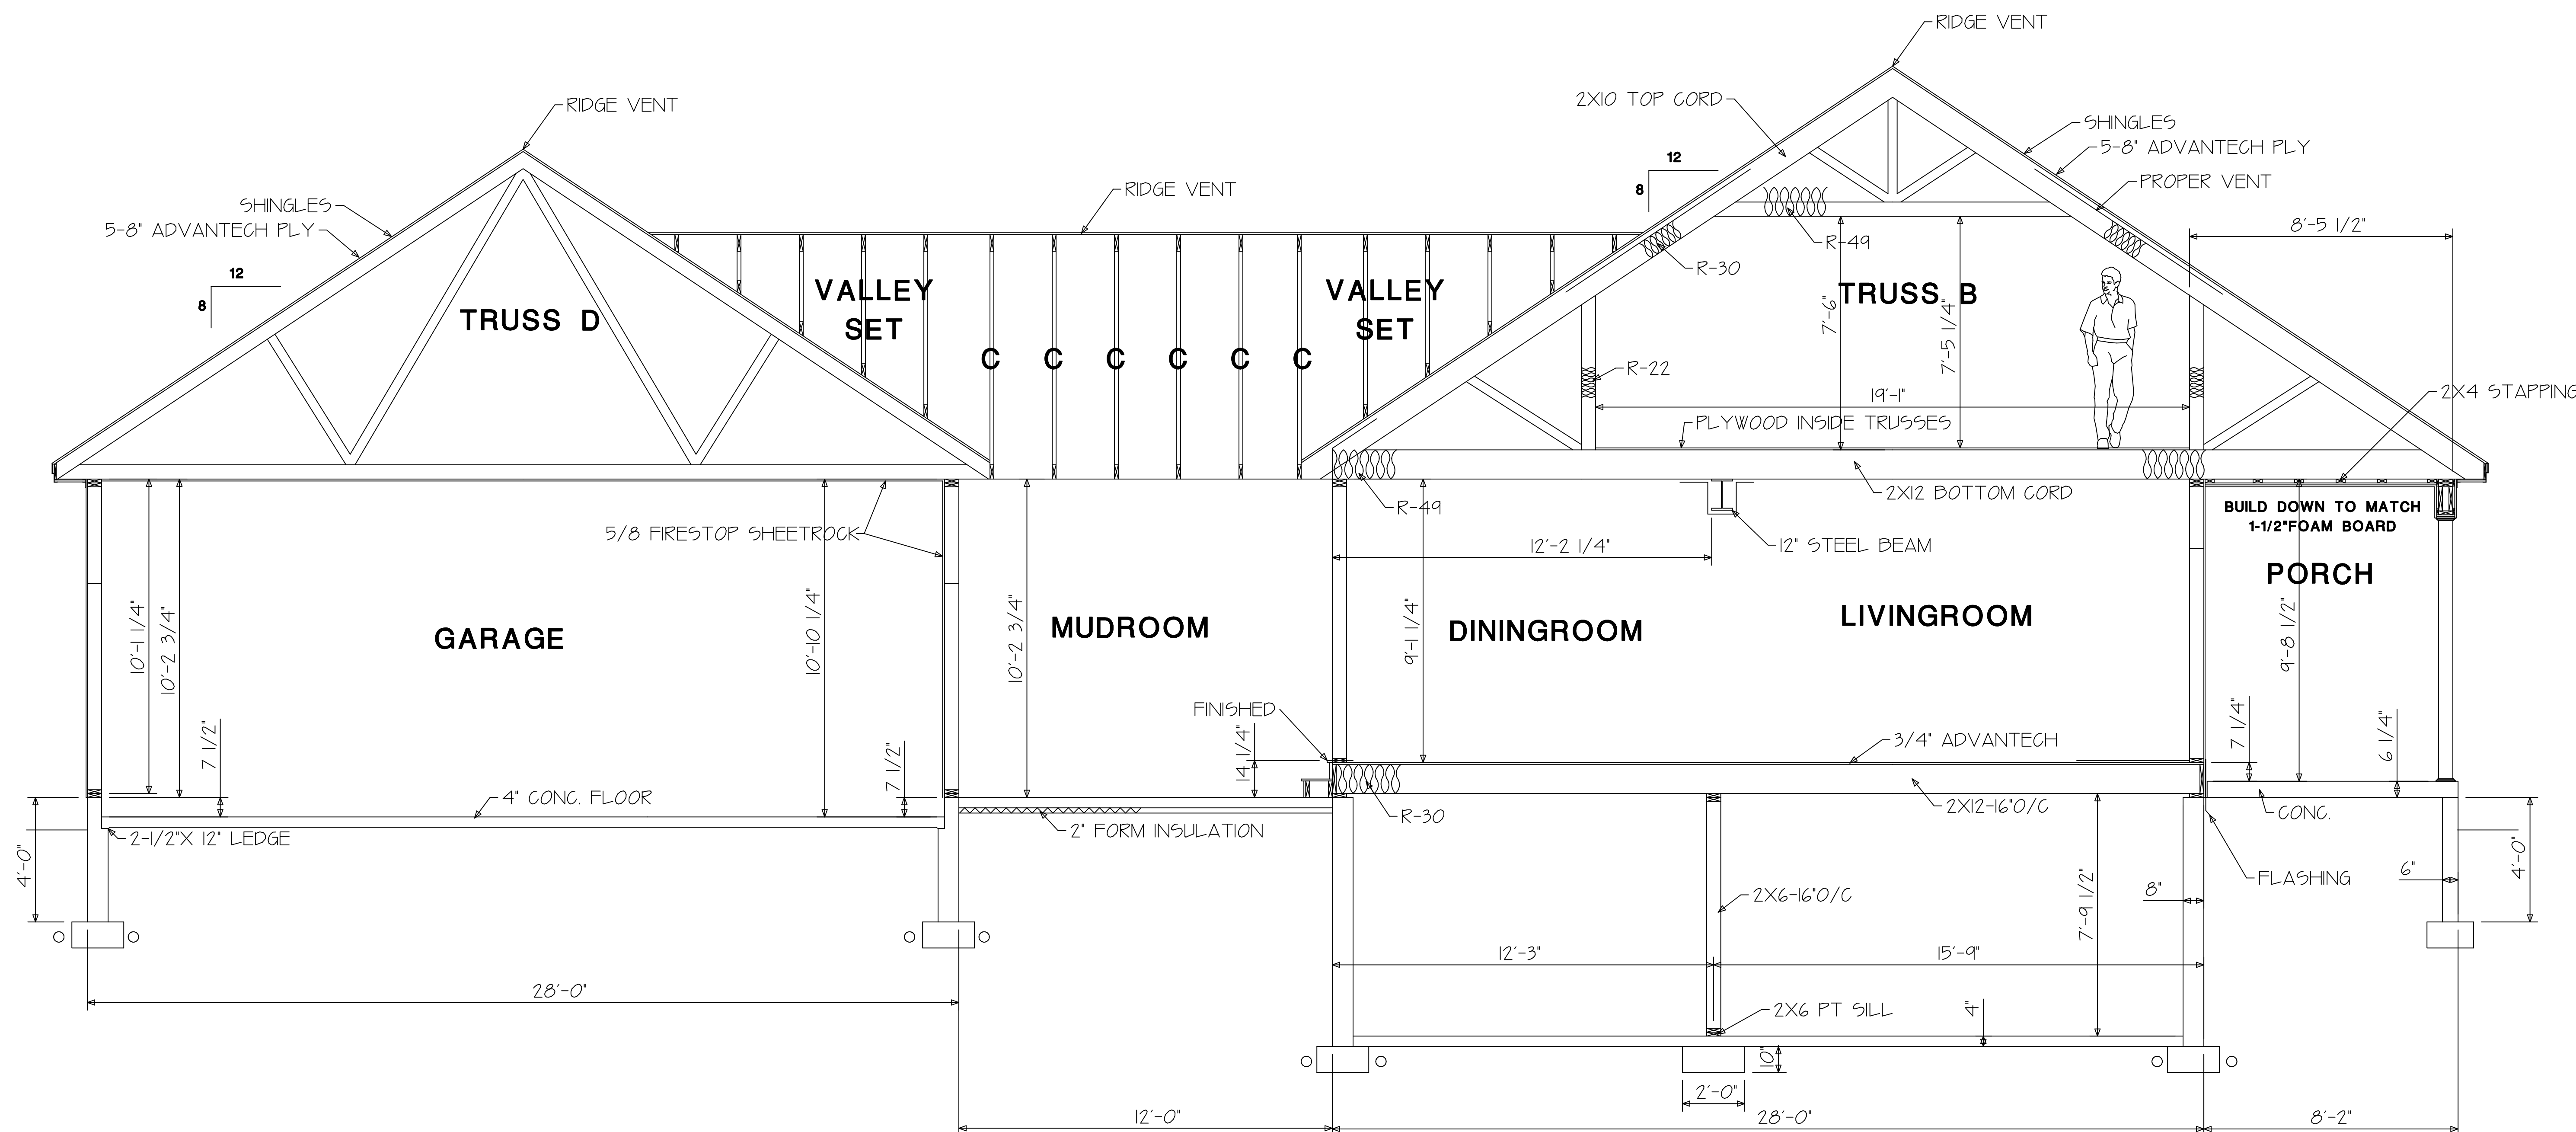 RIDGE VENT
2X10 TOP CORD
RIDGE VENT
SHINGLES
5-8" ADVANTECH PLY
12
8
PROPER VENT
RIDGE VENT
SHINGLES
5-8" ADVANTECH PLY
12
8
8'-5 1/2"
R-49
R-30
VALLEY
SET
VALLEY
SET
TRUSS D
TRUSS B
7'-6"
7'-5 1/4"
C C C C C C
R-22
19'-1"
2X4 STAPPING
PLYWOOD INSIDE TRUSSES
2X12 BOTTOM CORD
R-49
BUILD DOWN TO MATCH
1-1/2"FOAM BOARD
5/8 FIRESTOP SHEETROCK
12'-2 1/4"
12" STEEL BEAM
PORCH
10'-1 1/4"
10'-2 3/4"
GARAGE
10'-10 1/4"
10'-2 3/4"
MUDROOM
9'-1 1/4"
DININGROOM
LIVINGROOM
9'-8 1/2"
FINISHED
7 1/2"
7 1/2"
14 1/4"
3/4" ADVANTECH
7 1/4"
6 1/4"
4" CONC. FLOOR
2-1/2"X 12" LEDGE
2" FORM INSULATION
R-30
2X12-16"O/C
CONC.
4'-0"
4'-0"
2X6-16"O/C
7'-9 1/2"
8"
FLASHING
6"
12'-3"
15'-9"
28'-0"
2X6 PT SILL
4"
10"
2'-0"
12'-0"
28'-0"
8'-2"